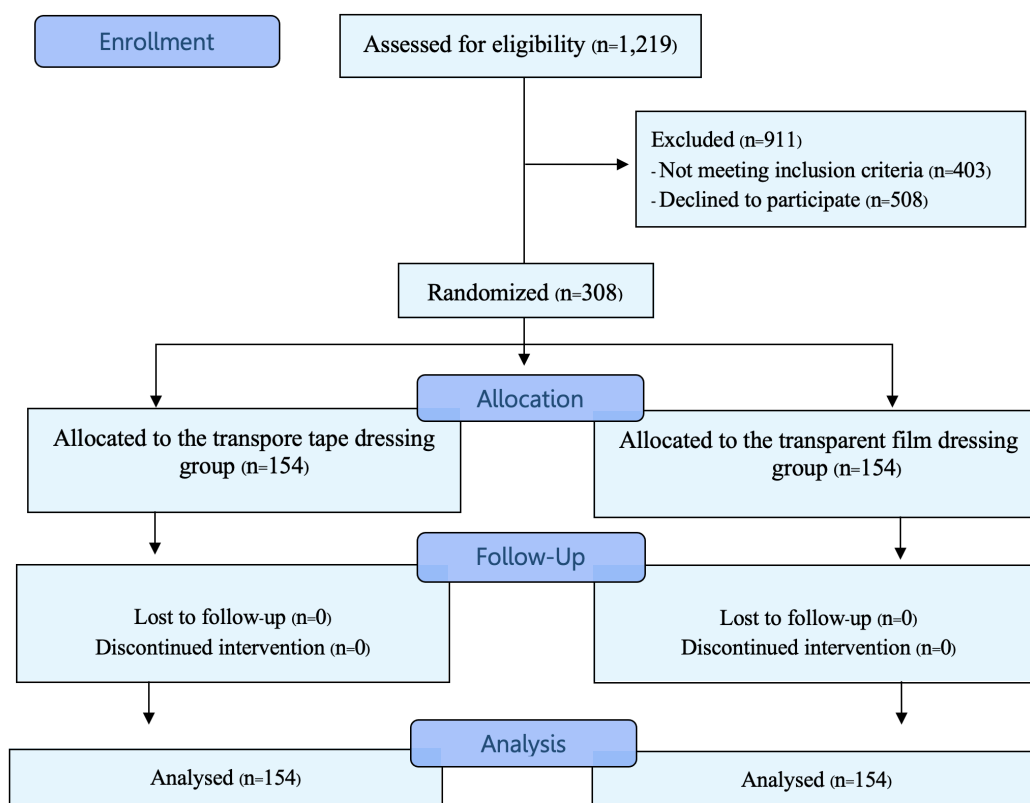 Enrollment
Assessed for eligibility (n=1,219)
Excluded (n=911)
- Not meeting inclusion criteria (n=403)
- Declined to participate (n=508)
Randomized (n=308)
Allocation
Allocated to the transpore tape dressing
group (n=154)
Allocated to the transparent film dressing
group (n=154)
Follow-Up
Lost to follow-up (n=0)
Discontinued intervention (n=0)
Lost to follow-up (n=0)
Discontinued intervention (n=0)
Analysis
Analysed (n=154)
Analysed (n=154)